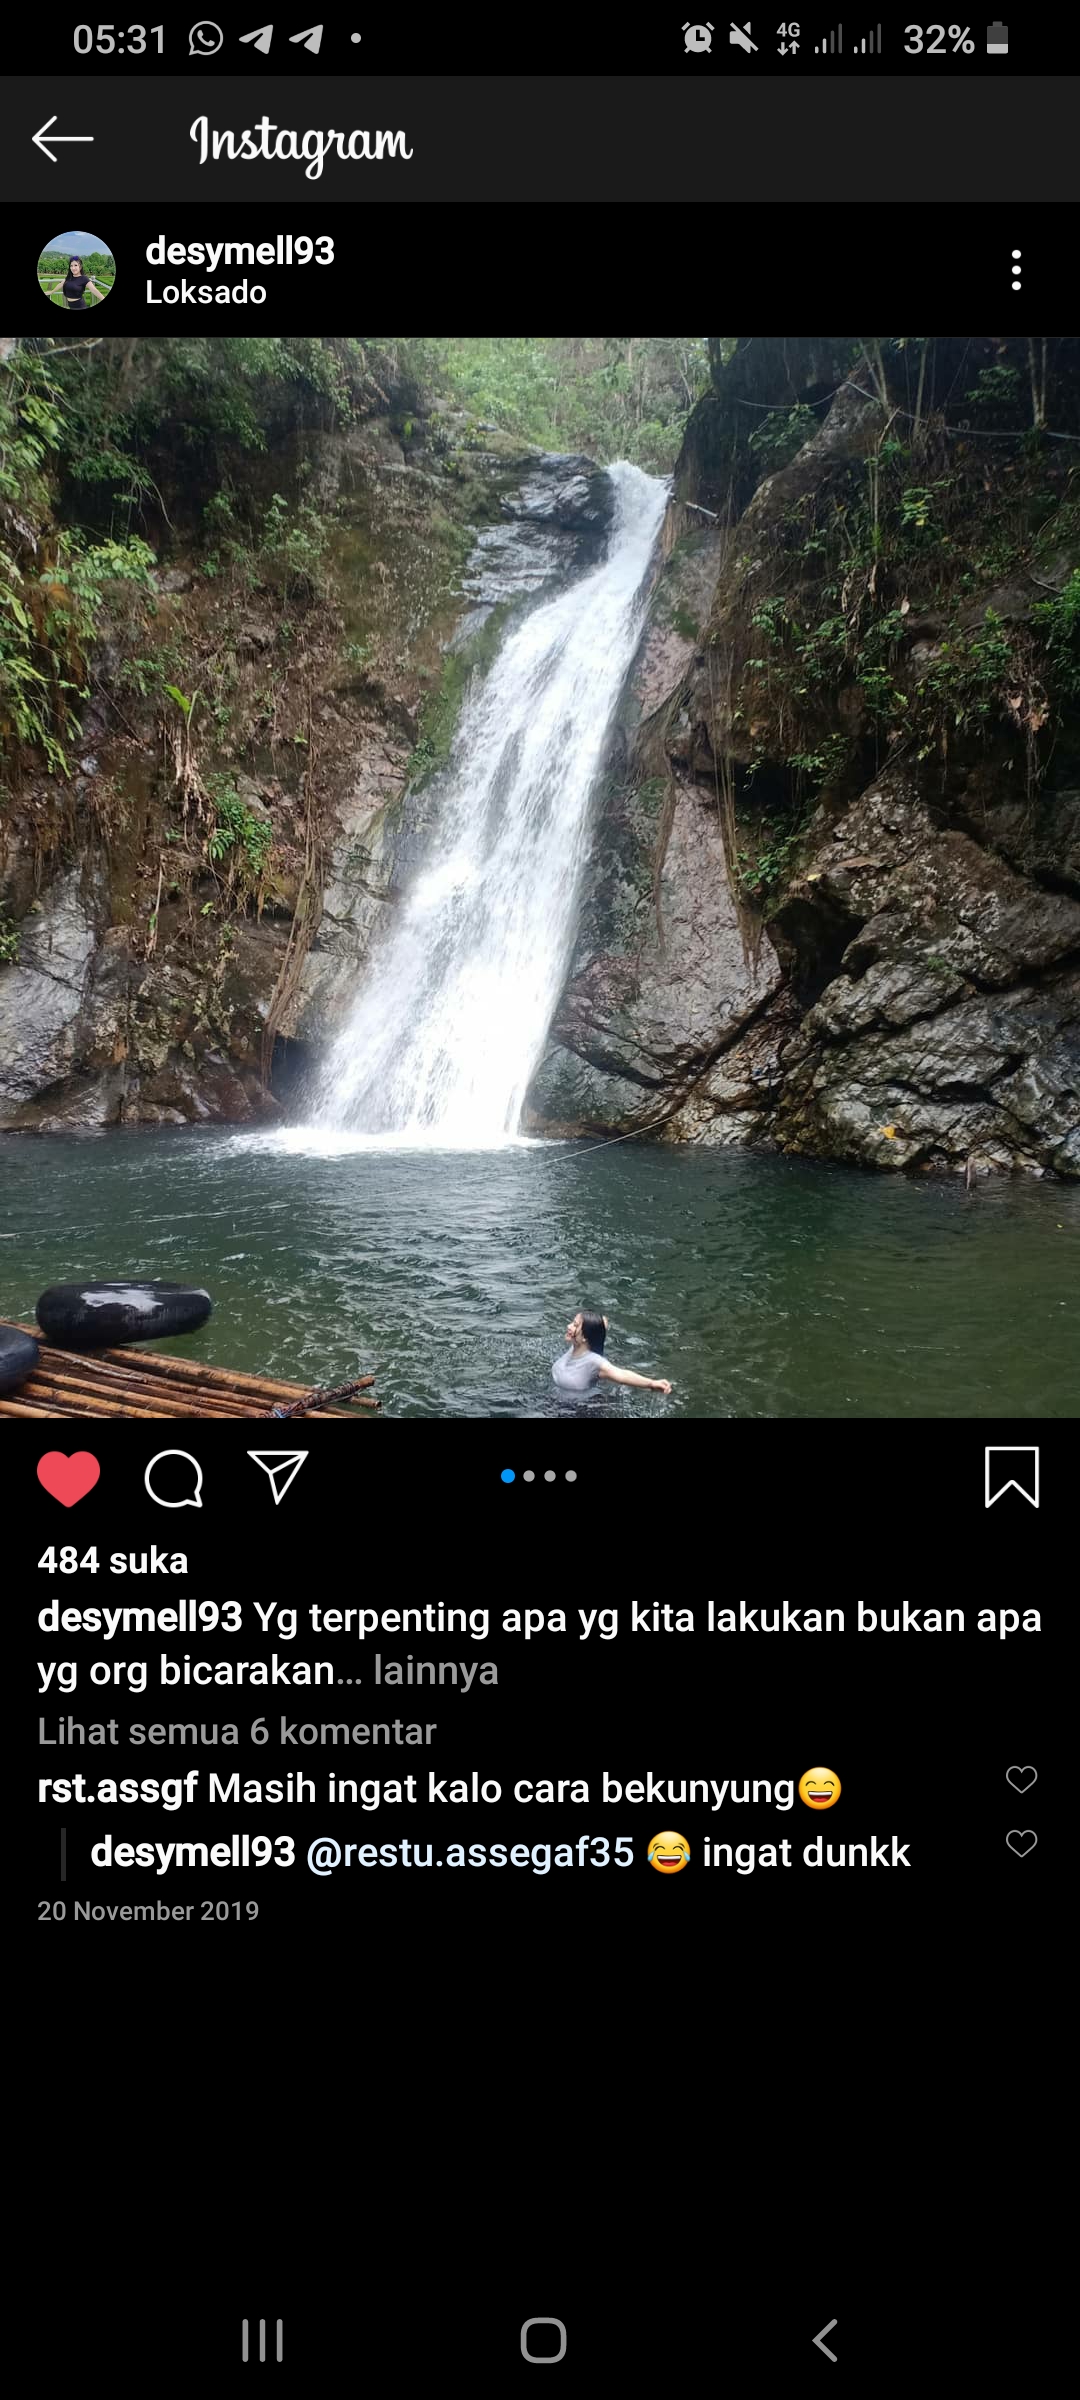 05:31 4G 32%
Instagram
desymell93
Loksado
484 suka
desymell93 Yg terpenting apa yg kita lakukan bukan apa
yg org bicarakan... lainnya
Lihat semua 6 komentar
rst.assgf Masih ingat kalo cara bekunyung😄
desymell93 @restu.assegaf35 😂 ingat dunkk
20 November 2019